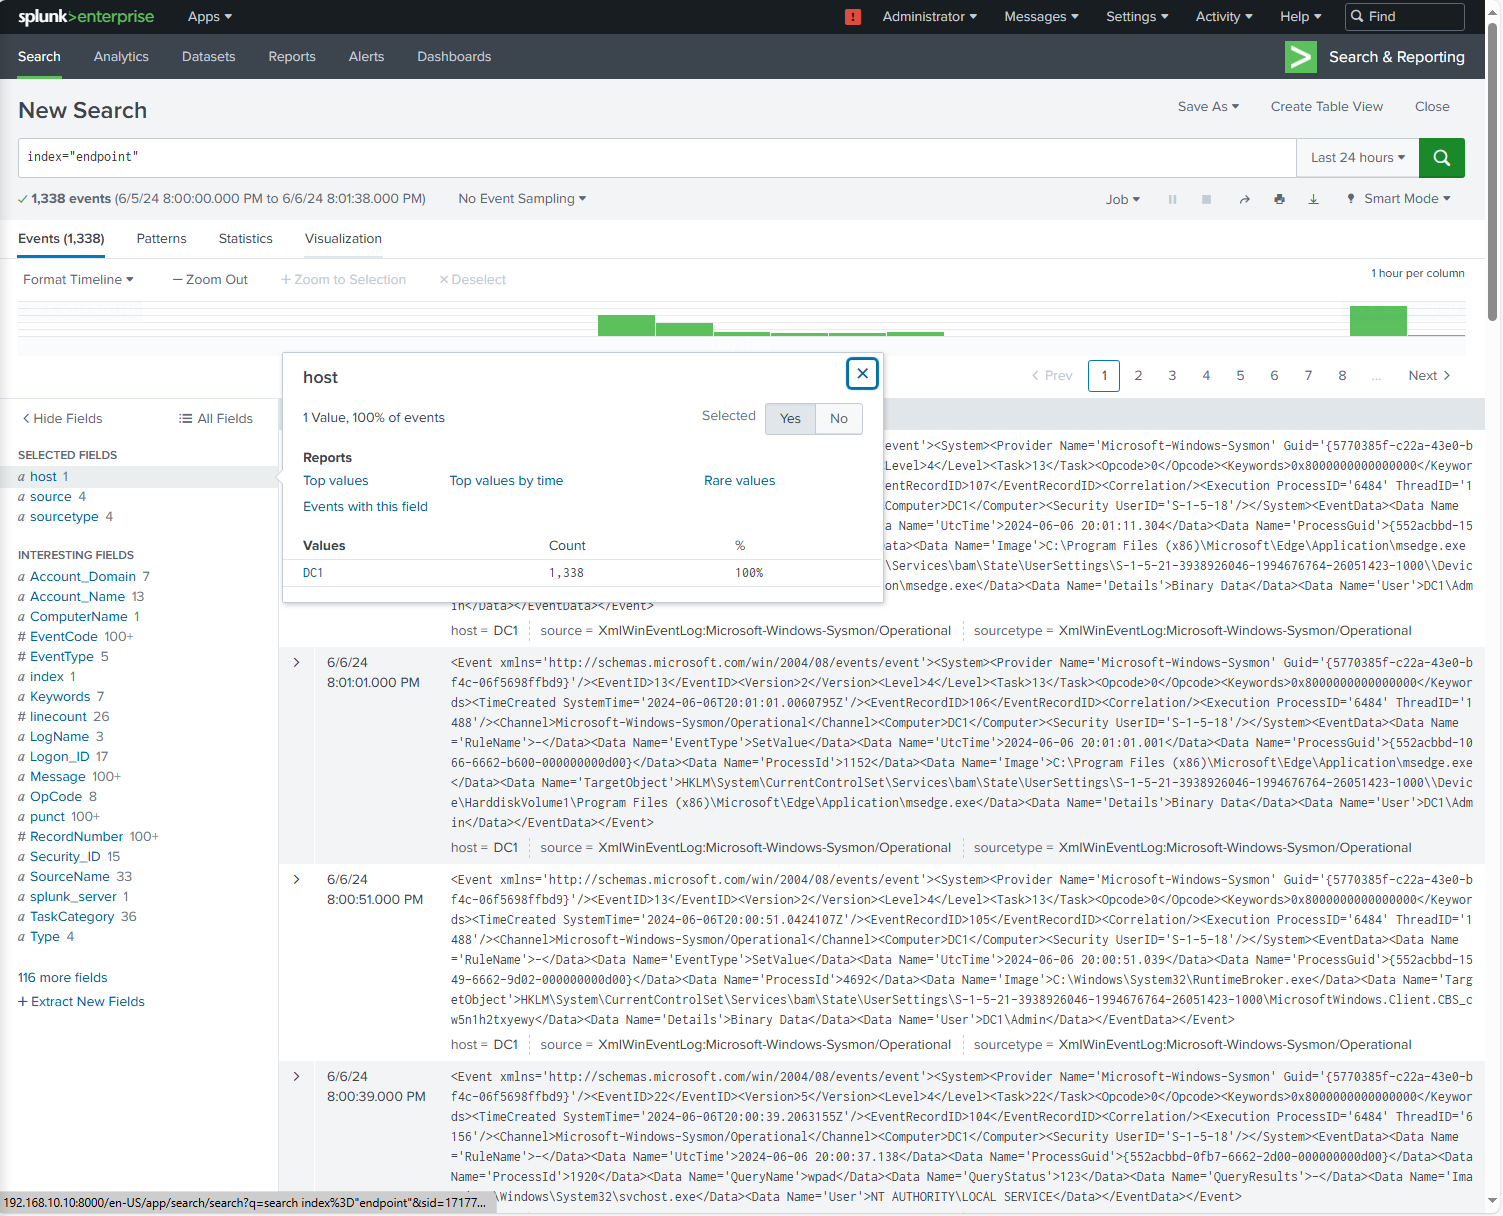 splunk>enterprise Apps ▾ ! Administrator ▾ Messages ▾ Settings ▾ Activity ▾ Help ▾ Find
Search Analytics Datasets Reports Alerts Dashboards > Search & Reporting
New Search Save As ▾ Create Table View Close
index="endpoint" Last 24 hours ▾
✓ 1,338 events (6/5/24 8:00:00.000 PM to 6/6/24 8:01:38.000 PM) No Event Sampling ▾ Job ▾ Smart Mode ▾
Events (1,338) Patterns Statistics Visualization
Format Timeline ▾ — Zoom Out + Zoom to Selection × Deselect 1 hour per column
< Prev 1 2 3 4 5 6 7 8 ... Next >
< Hide Fields All Fields
SELECTED FIELDS
a host 1
a source 4
a sourcetype 4
INTERESTING FIELDS
a Account_Domain 7
a Account_Name 13
a ComputerName 1
# EventCode 100+
# EventType 5
a index 1
a Keywords 7
# linecount 26
a LogName 3
a Logon_ID 17
a Message 100+
a OpCode 8
a punct 100+
# RecordNumber 100+
a Security_ID 15
a SourceName 33
a splunk_server 1
a TaskCategory 36
a Type 4
116 more fields
+ Extract New Fields
host ×
1 Value, 100% of events Selected Yes No
Reports
Top values Top values by time Rare values
Events with this field
Values Count %
DC1 1,338 100%
event'><System><Provider Name='Microsoft-Windows-Sysmon' Guid='{5770385f-c22a-43e0-b
Level>4</Level><Task>13</Task><Opcode>0</Opcode><Keywords>0x8000000000000000</Keywor
entRecordID>107</EventRecordID><Correlation/><Execution ProcessID='6484' ThreadID='1
Computer>DC1</Computer><Security UserID='S-1-5-18'/></System><EventData><Data Name
a Name='UtcTime'>2024-06-06 20:01:11.304</Data><Data Name='ProcessGuid'>{552acbbd-15
ata><Data Name='Image'>C:\Program Files (x86)\Microsoft\Edge\Application\msedge.exe
\Services\bam\State\UserSettings\S-1-5-21-3938926046-1994676764-26051423-1000\\Devic
on\msedge.exe</Data><Data Name='Details'>Binary Data</Data><Data Name='User'>DC1\Adm
in</Data></EventData></Event>
host = DC1 source = XmlWinEventLog:Microsoft-Windows-Sysmon/Operational sourcetype = XmlWinEventLog:Microsoft-Windows-Sysmon/Operational
> 6/6/24
8:01:01.000 PM
<Event xmlns='http://schemas.microsoft.com/win/2004/08/events/event'><System><Provider Name='Microsoft-Windows-Sysmon' Guid='{5770385f-c22a-43e0-b
f4c-06f5698ffbd9}'/><EventID>13</EventID><Version>2</Version><Level>4</Level><Task>13</Task><Opcode>0</Opcode><Keywords>0x8000000000000000</Keywor
ds><TimeCreated SystemTime='2024-06-06T20:01:01.0060795Z'/><EventRecordID>106</EventRecordID><Correlation/><Execution ProcessID='6484' ThreadID='1
488'/><Channel>Microsoft-Windows-Sysmon/Operational</Channel><Computer>DC1</Computer><Security UserID='S-1-5-18'/></System><EventData><Data Name
='RuleName'>-</Data><Data Name='EventType'>SetValue</Data><Data Name='UtcTime'>2024-06-06 20:01:01.001</Data><Data Name='ProcessGuid'>{552acbbd-10
66-6662-b600-000000000d00}</Data><Data Name='ProcessId'>1152</Data><Data Name='Image'>C:\Program Files (x86)\Microsoft\Edge\Application\msedge.exe
</Data><Data Name='TargetObject'>HKLM\System\CurrentControlSet\Services\bam\State\UserSettings\S-1-5-21-3938926046-1994676764-26051423-1000\\Devic
e\HarddiskVolume1\Program Files (x86)\Microsoft\Edge\Application\msedge.exe</Data><Data Name='Details'>Binary Data</Data><Data Name='User'>DC1\Adm
in</Data></EventData></Event>
host = DC1 source = XmlWinEventLog:Microsoft-Windows-Sysmon/Operational sourcetype = XmlWinEventLog:Microsoft-Windows-Sysmon/Operational
> 6/6/24
8:00:51.000 PM
<Event xmlns='http://schemas.microsoft.com/win/2004/08/events/event'><System><Provider Name='Microsoft-Windows-Sysmon' Guid='{5770385f-c22a-43e0-b
f4c-06f5698ffbd9}'/><EventID>13</EventID><Version>2</Version><Level>4</Level><Task>13</Task><Opcode>0</Opcode><Keywords>0x8000000000000000</Keywor
ds><TimeCreated SystemTime='2024-06-06T20:00:51.0424107Z'/><EventRecordID>105</EventRecordID><Correlation/><Execution ProcessID='6484' ThreadID='1
488'/><Channel>Microsoft-Windows-Sysmon/Operational</Channel><Computer>DC1</Computer><Security UserID='S-1-5-18'/></System><EventData><Data Name
='RuleName'>-</Data><Data Name='EventType'>SetValue</Data><Data Name='UtcTime'>2024-06-06 20:00:51.039</Data><Data Name='ProcessGuid'>{552acbbd-15
49-6662-9d02-000000000d00}</Data><Data Name='ProcessId'>4692</Data><Data Name='Image'>C:\Windows\System32\RuntimeBroker.exe</Data><Data Name='Targ
etObject'>HKLM\System\CurrentControlSet\Services\bam\State\UserSettings\S-1-5-21-3938926046-1994676764-26051423-1000\MicrosoftWindows.Client.CBS_c
w5n1h2txyewy</Data><Data Name='Details'>Binary Data</Data><Data Name='User'>DC1\Admin</Data></EventData></Event>
host = DC1 source = XmlWinEventLog:Microsoft-Windows-Sysmon/Operational sourcetype = XmlWinEventLog:Microsoft-Windows-Sysmon/Operational
> 6/6/24
8:00:39.000 PM
<Event xmlns='http://schemas.microsoft.com/win/2004/08/events/event'><System><Provider Name='Microsoft-Windows-Sysmon' Guid='{5770385f-c22a-43e0-b
f4c-06f5698ffbd9}'/><EventID>22</EventID><Version>5</Version><Level>4</Level><Task>22</Task><Opcode>0</Opcode><Keywords>0x8000000000000000</Keywor
ds><TimeCreated SystemTime='2024-06-06T20:00:39.2063155Z'/><EventRecordID>104</EventRecordID><Correlation/><Execution ProcessID='6484' ThreadID='6
156'/><Channel>Microsoft-Windows-Sysmon/Operational</Channel><Computer>DC1</Computer><Security UserID='S-1-5-18'/></System><EventData><Data Name
='RuleName'>-</Data><Data Name='UtcTime'>2024-06-06 20:00:37.138</Data><Data Name='ProcessGuid'>{552acbbd-0fb7-6662-2d00-000000000d00}</Data><Data
Name='ProcessId'>1920</Data><Data Name='QueryName'>wpad</Data><Data Name='QueryStatus'>123</Data><Data Name='QueryResults'>-</Data><Data Name='Ima
\Windows\System32\svchost.exe</Data><Data Name='User'>NT AUTHORITY\LOCAL SERVICE</Data></EventData></Event>
192.168.10.10:8000/en-US/app/search/search?q=search index%3D"endpoint"&sid=17177...